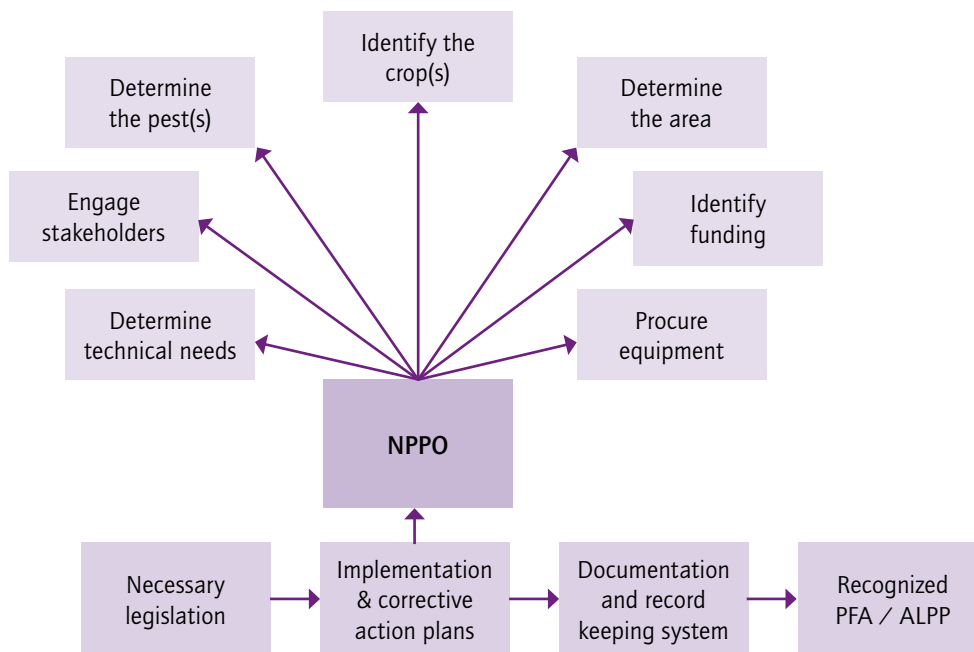 Identify the
crop(s)
Determine
the pest(s)
Determine
the area
Engage
stakeholders
Identify
funding
Determine
technical needs
Procure
equipment
NPPO
Necessary
legislation
Implementation
& corrective
action plans
Documentation
and record
keeping system
Recognized
PFA / ALPP